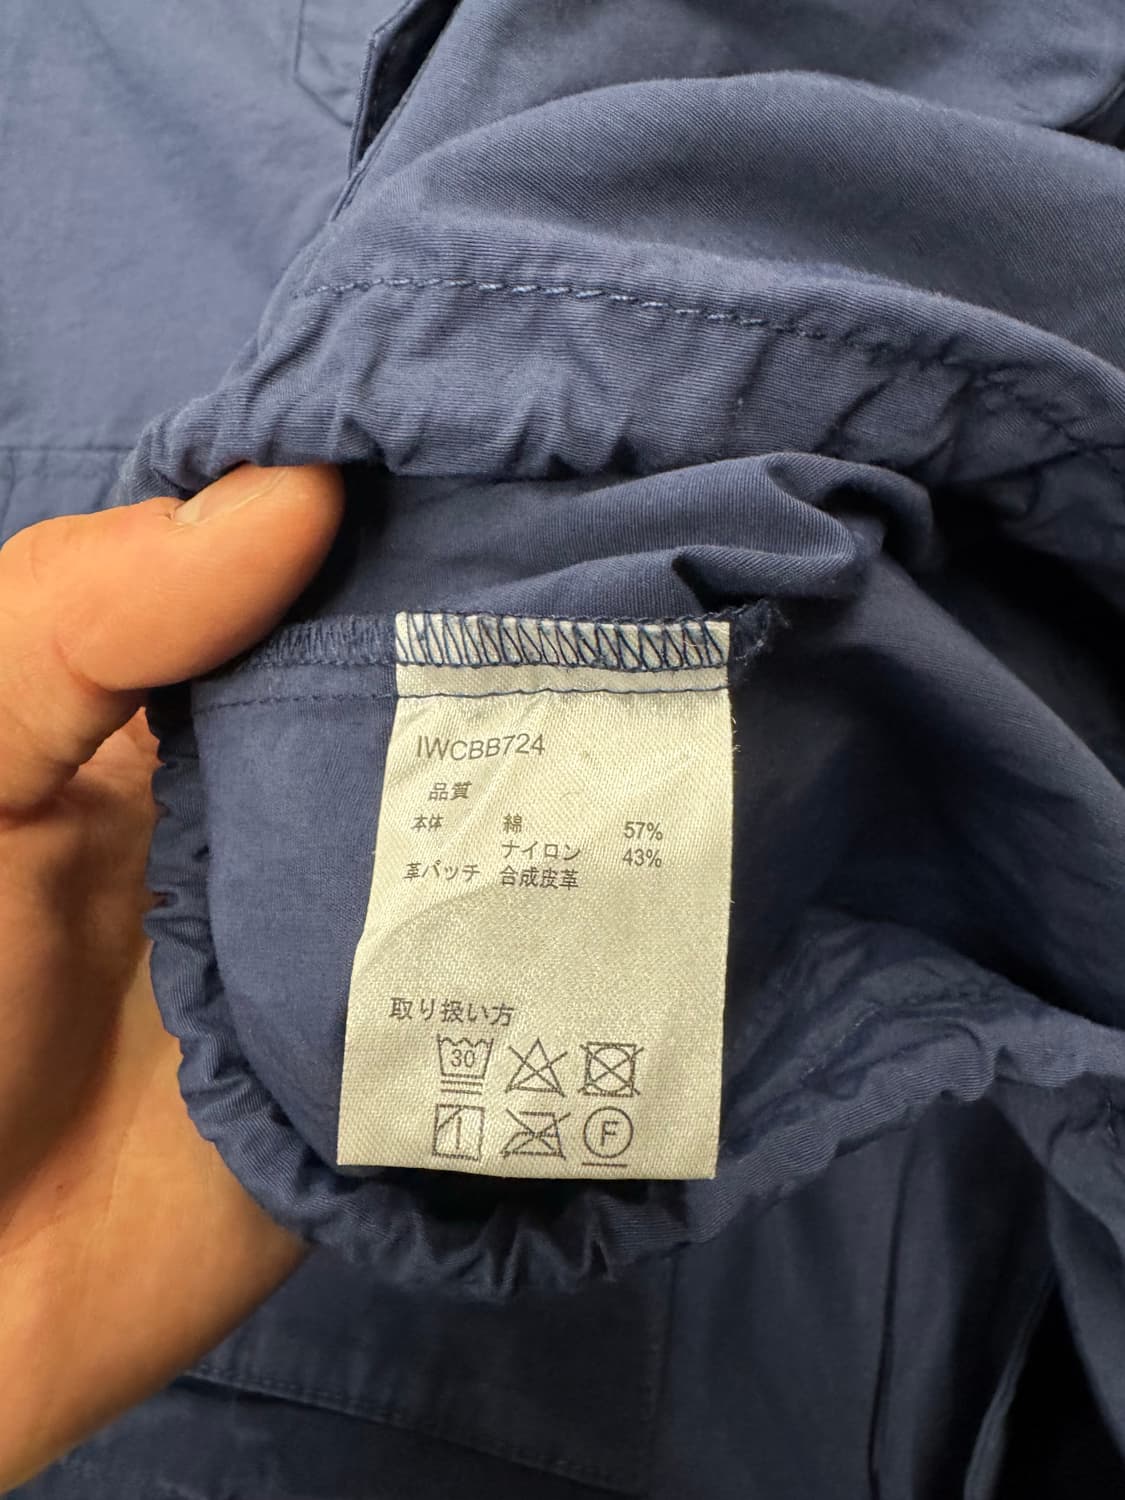 IWCBB724
品質
本体 綿 57%
ナイロン 43%
革パッチ 合成皮革
取り扱い方
30
F